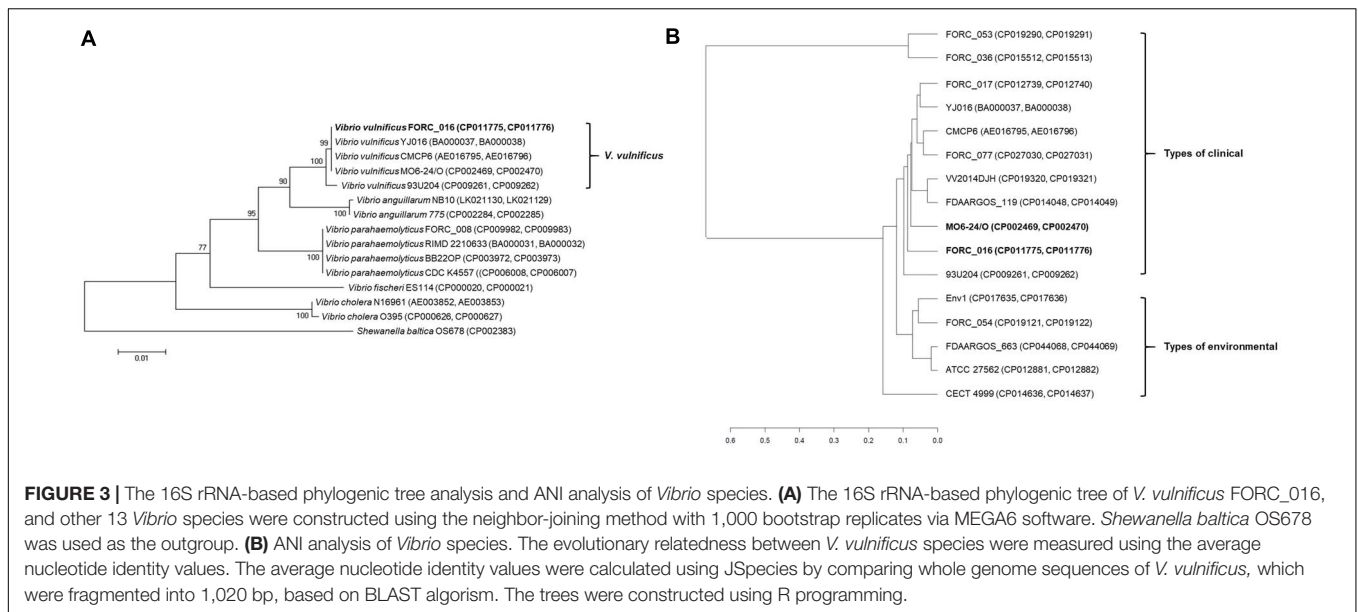 A
Vibrio vulnificus FORC_016 (CP011775, CP011776)
Vibrio vulnificus YJ016 (BA000037, BA000038)
Vibrio vulnificus CMCP6 (AE016795, AE016796)
Vibrio vulnificus MO6-24/O (CP002469, CP002470)
Vibrio vulnificus 93U204 (CP009261, CP009262)
Vibrio anguillarum NB10 (LK021130, LK021129)
Vibrio anguillarum 775 (CP002284, CP002285)
Vibrio parahaemolyticus FORC_008 (CP009982, CP009983)
Vibrio parahaemolyticus RIMD 2210633 (BA000031, BA000032)
Vibrio parahaemolyticus BB22OP (CP003972, CP003973)
Vibrio parahaemolyticus CDC K4557 ((CP006008, CP006007)
Vibrio fischeri ES114 (CP000020, CP000021)
Vibrio cholera N16961 (AE003852, AE003853)
Vibrio cholera O395 (CP000626, CP000627)
Shewanella baltica OS678 (CP002383)
99
100
90
100
95
100
77
100
V. vulnificus
0.01
B
FORC_053 (CP019290, CP019291)
FORC_036 (CP015512, CP015513)
FORC_017 (CP012739, CP012740)
YJ016 (BA000037, BA000038)
CMCP6 (AE016795, AE016796)
FORC_077 (CP027030, CP027031)
VV2014DJH (CP019320, CP019321)
FDAARGOS_119 (CP014048, CP014049)
MO6-24/O (CP002469, CP002470)
FORC_016 (CP011775, CP011776)
93U204 (CP009261, CP009262)
Env1 (CP017635, CP017636)
FORC_054 (CP019121, CP019122)
FDAARGOS_663 (CP044068, CP044069)
ATCC 27562 (CP012881, CP012882)
CECT 4999 (CP014636, CP014637)
Types of clinical
Types of environmental
0.6 0.5 0.4 0.3 0.2 0.1 0.0
FIGURE 3 | The 16S rRNA-based phylogenic tree analysis and ANI analysis of Vibrio species. (A) The 16S rRNA-based phylogenic tree of V. vulnificus FORC_016,
and other 13 Vibrio species were constructed using the neighbor-joining method with 1,000 bootstrap replicates via MEGA6 software. Shewanella baltica OS678
was used as the outgroup. (B) ANI analysis of Vibrio species. The evolutionary relatedness between V. vulnificus species were measured using the average
nucleotide identity values. The average nucleotide identity values were calculated using JSpecies by comparing whole genome sequences of V. vulnificus, which
were fragmented into 1,020 bp, based on BLAST algorism. The trees were constructed using R programming.